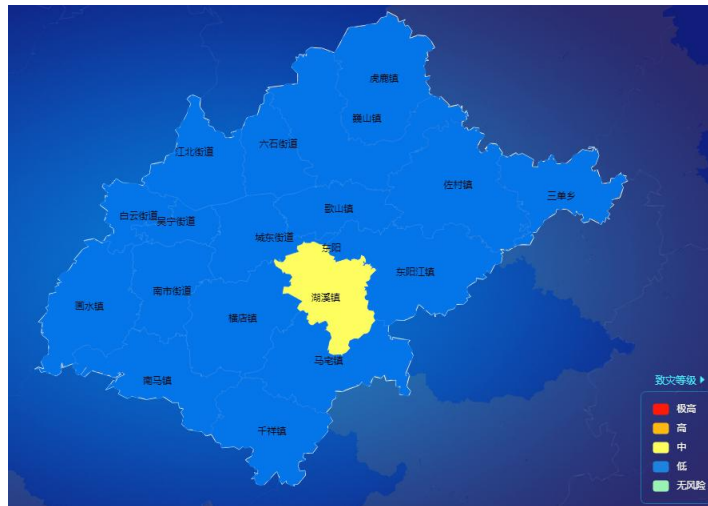 虎鹿镇
巍山镇
六石街道
江北街道
佐村镇
三单乡
歌山镇
白云街道
吴宁街道
城东街道
东阳
东阳江镇
南市街道
湖溪镇
画水镇
横店镇
马宅镇
南马镇
千祥镇
致灾等级
极高
高
中
低
无风险